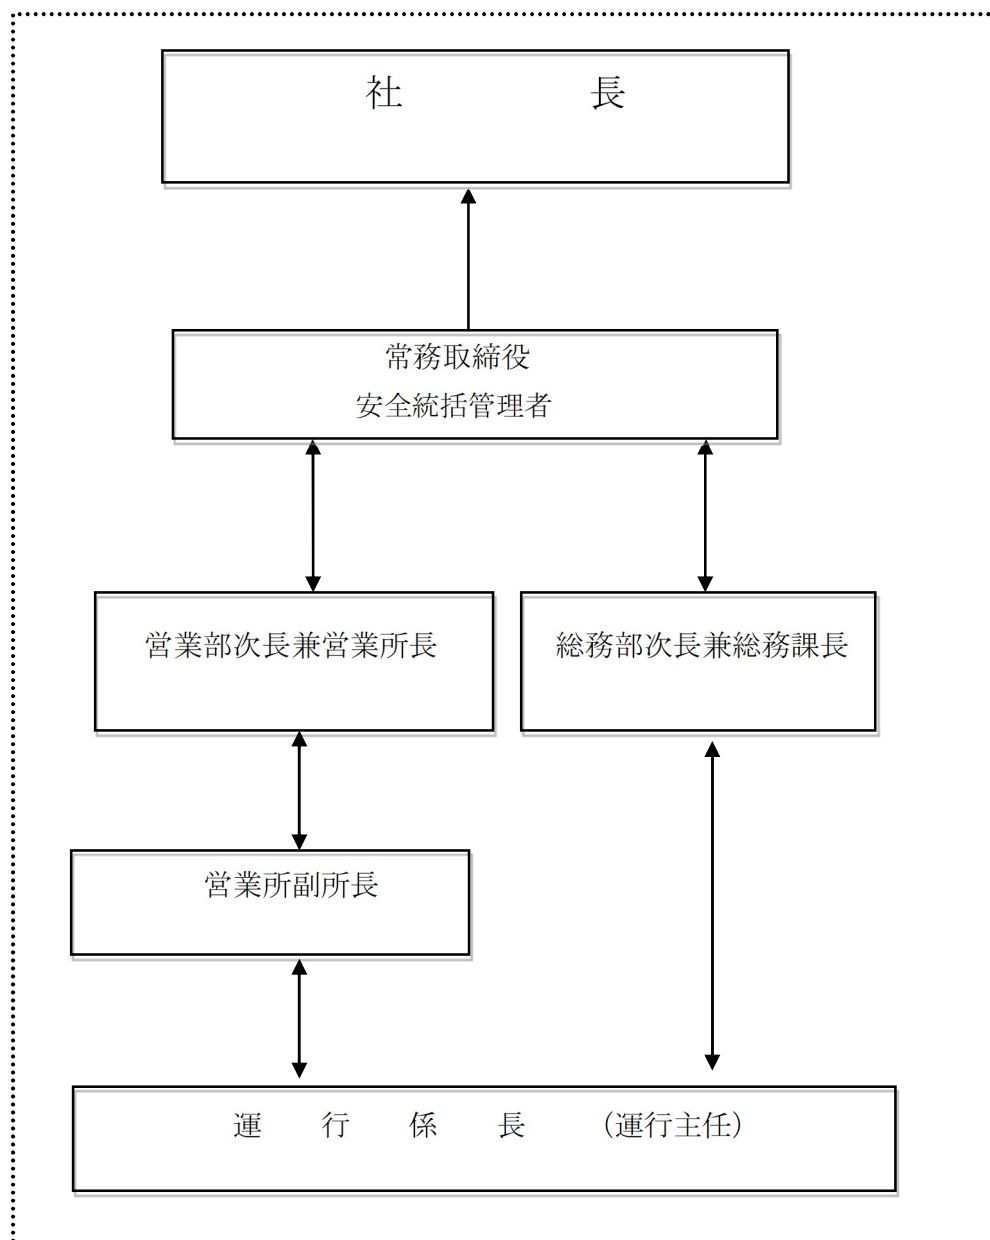 社 長
常務取締役
安全統括管理者
営業部次長兼営業所長
総務部次長兼総務課長
営業所副所長
運 行 係 長 （運行主任）